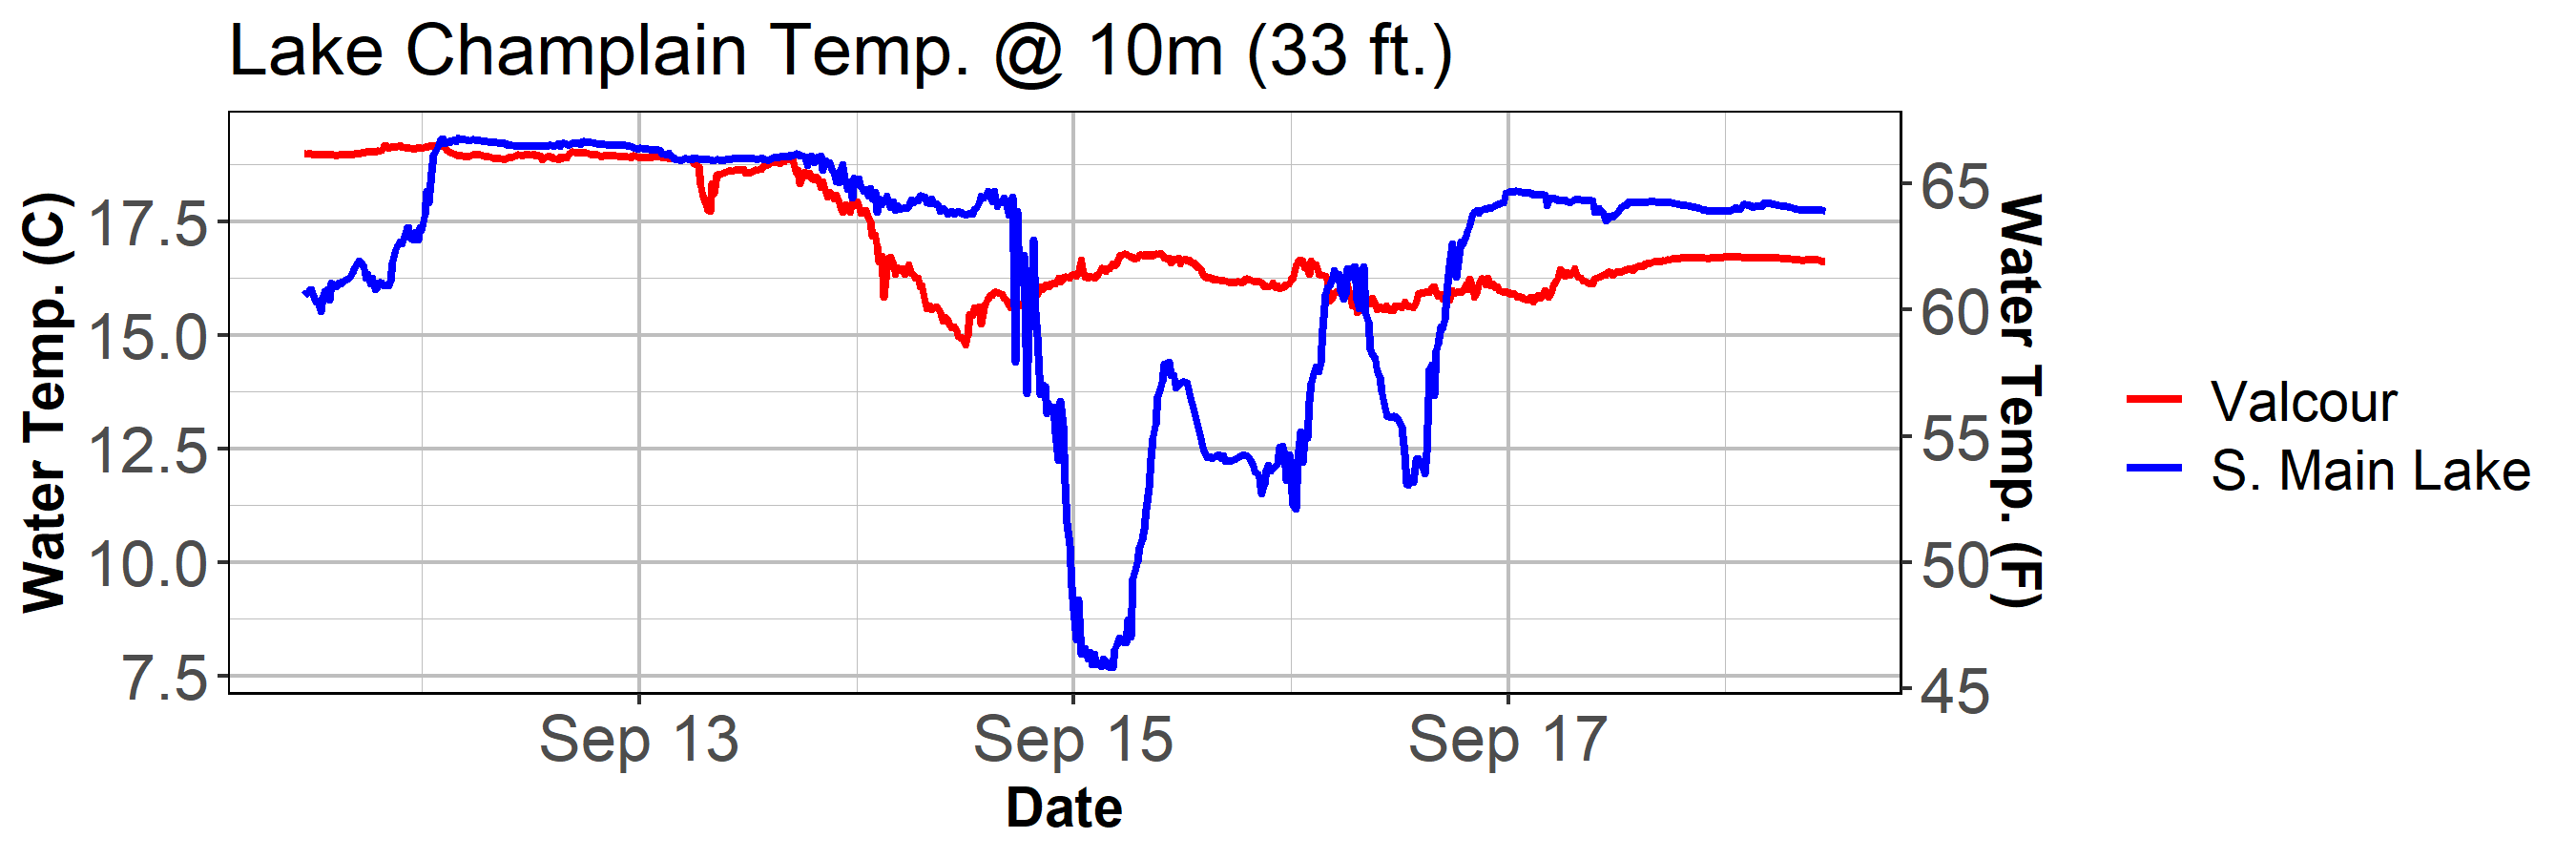 Lake Champlain Temp. @ 10m (33 ft.)
Water Temp. (C)
17.5
15.0
12.5
10.0
7.5
65
60
55
50
45
Water Temp. (F)
Sep 13
Sep 15
Sep 17
Date
Valcour
S. Main Lake